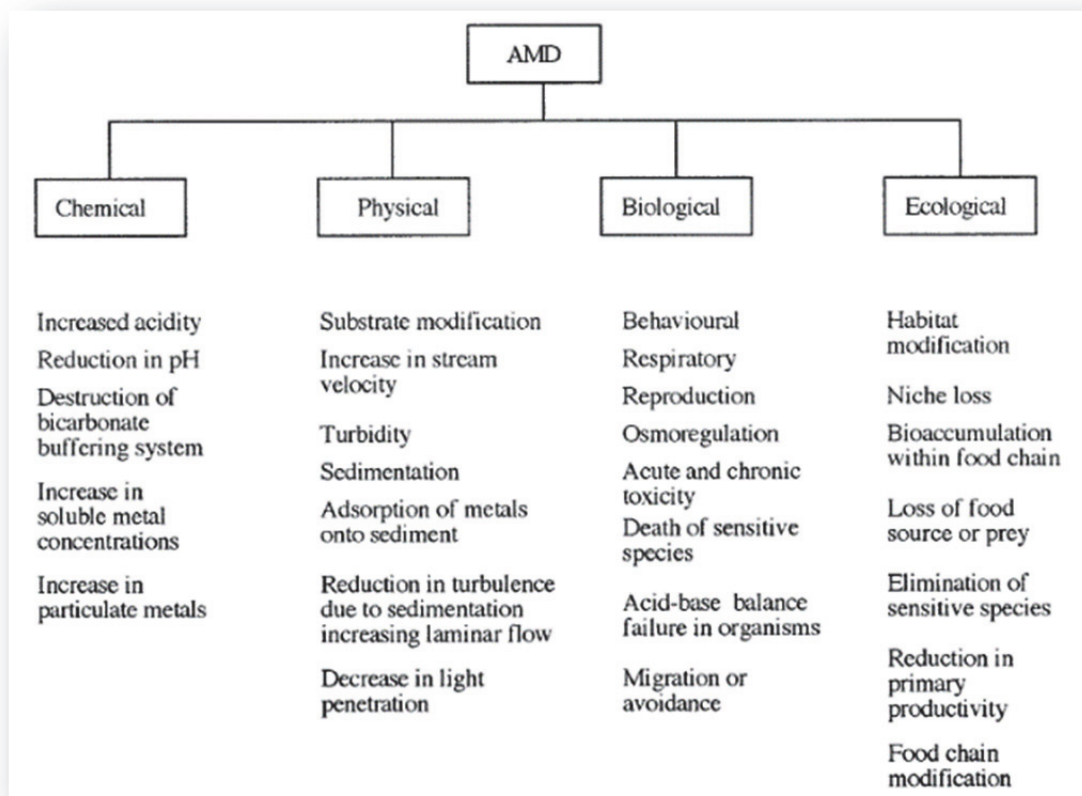 AMD
Chemical
Physical
Biological
Ecological
Increased acidity
Reduction in pH
Destruction of
bicarbonate
buffering system
Increase in
soluble metal
concentrations
Increase in
particulate metals
Substrate modification
Increase in stream
velocity
Turbidity
Sedimentation
Adsorption of metals
onto sediment
Reduction in turbulence
due to sedimentation
increasing laminar flow
Decrease in light
penetration
Behavioural
Respiratory
Reproduction
Osmoregulation
Acute and chronic
toxicity
Death of sensitive
species
Acid-base balance
failure in organisms
Migration or
avoidance
Habitat
modification
Niche loss
Bioaccumulation
within food chain
Loss of food
source or prey
Elimination of
sensitive species
Reduction in
primary
productivity
Food chain
modification